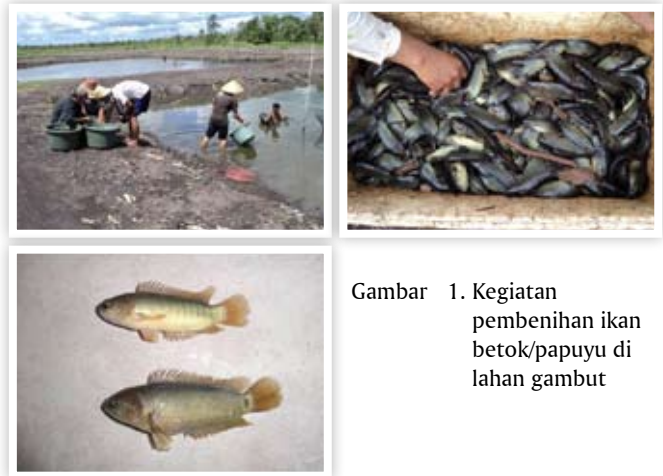 Gambar 1. Kegiatan
pembenihan ikan
betok/papuyu di
lahan gambut